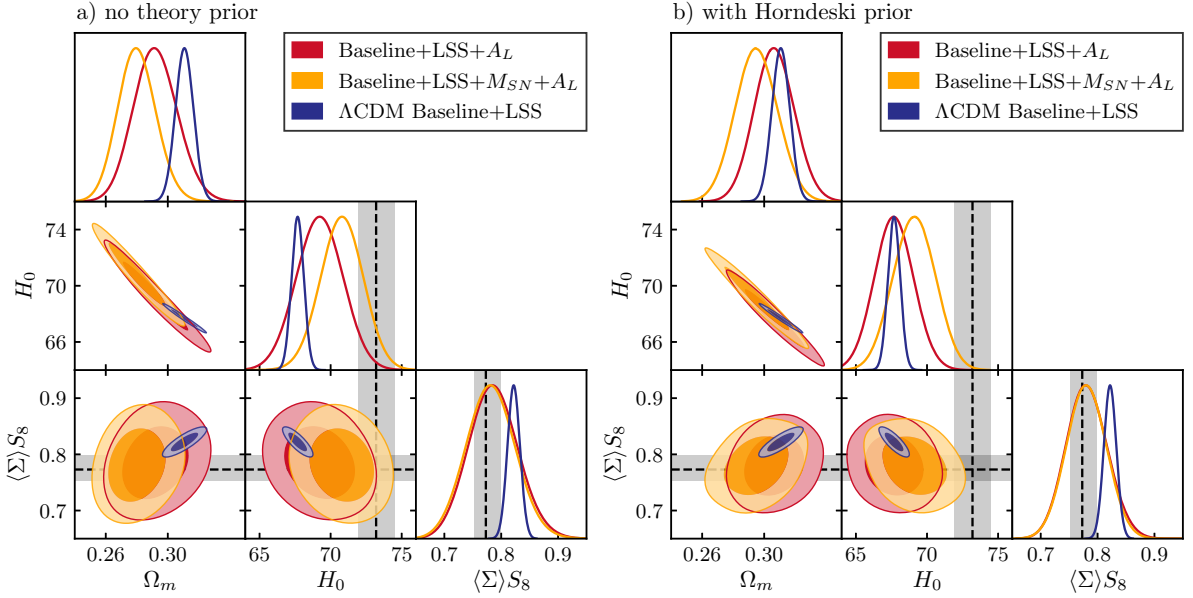 a) no theory prior
Baseline+LSS+$A_L$
Baseline+LSS+$M_{SN}$+$A_L$
ΛCDM Baseline+LSS
74
70
66
$H_0$
0.9
0.8
0.7
⟨Σ⟩$S_8$
0.26 0.30
$Ω_m$
65 70 75
$H_0$
0.7 0.8 0.9
⟨Σ⟩$S_8$
b) with Horndeski prior
Baseline+LSS+$A_L$
Baseline+LSS+$M_{SN}$+$A_L$
ΛCDM Baseline+LSS
74
70
66
$H_0$
0.9
0.8
0.7
⟨Σ⟩$S_8$
0.26 0.30
$Ω_m$
65 70 75
$H_0$
0.7 0.8 0.9
⟨Σ⟩$S_8$